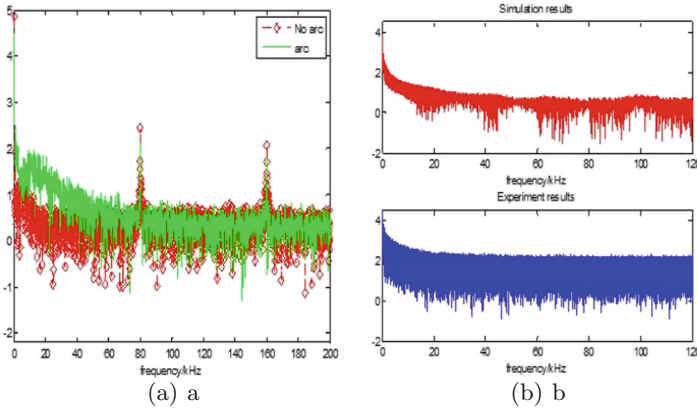 5
4
3
2
1
0
-1
-2
No arc
arc
0 20 40 60 80 100 120 140 160 180 200
frequency/kHz
(a) a
Simulation results
4
2
0
-2
0 20 40 60 80 100 120
frequency/kHz
Experiment results
4
2
0
-2
0 20 40 60 80 100 120
frequency/kHz
(b) b